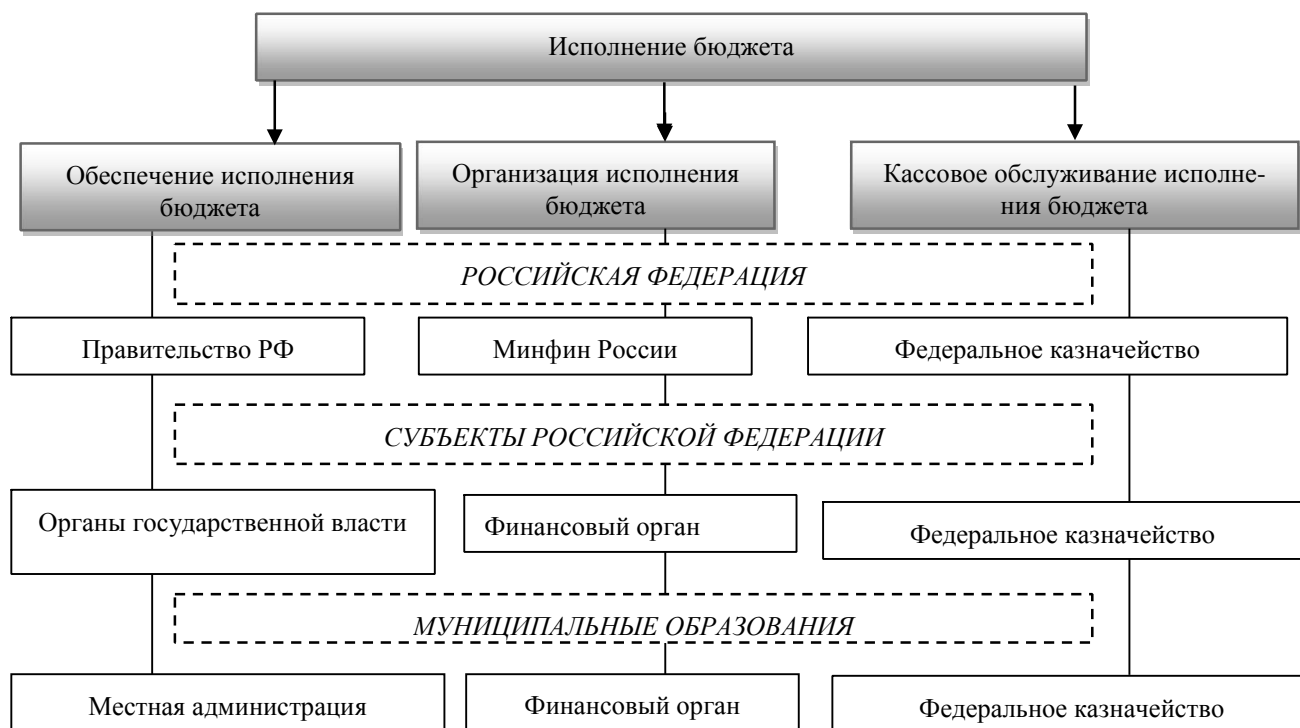 Исполнение бюджета
Обеспечение исполнения
бюджета
Организация исполнения
бюджета
Кассовое обслуживание исполне-
ния бюджета
РОССИЙСКАЯ ФЕДЕРАЦИЯ
Правительство РФ
Минфин России
Федеральное казначейство
СУБЪЕКТЫ РОССИЙСКОЙ ФЕДЕРАЦИИ
Органы государственной власти
Финансовый орган
Федеральное казначейство
МУНИЦИПАЛЬНЫЕ ОБРАЗОВАНИЯ
Местная администрация
Финансовый орган
Федеральное казначейство